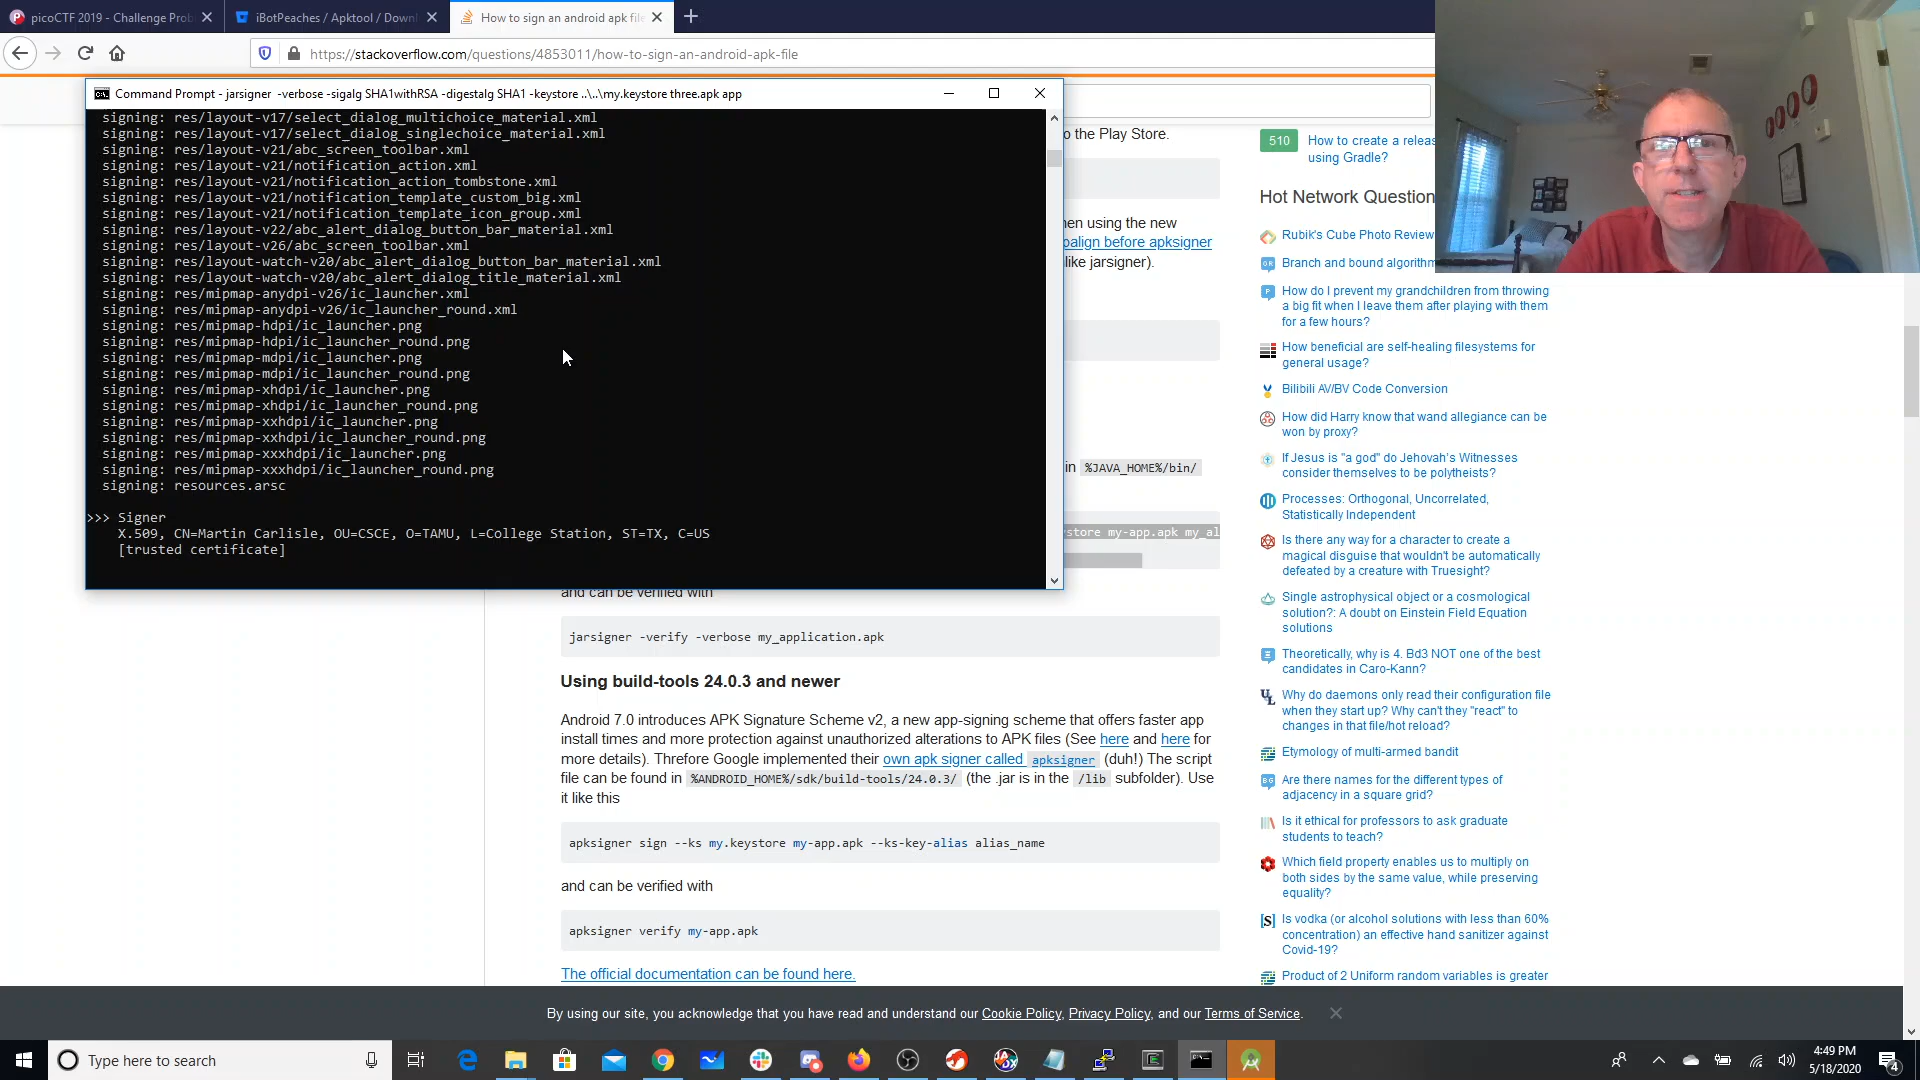 picoCTF 2019 - Challenge Prob
iBotPeaches / Apktool / Downl
How to sign an android apk file
https://stackoverflow.com/questions/4853011/how-to-sign-an-android-apk-file
Command Prompt - jarsigner -verbose -sigalg SHA1withRSA -digestalg SHA1 -keystore ..\..\my.keystore three.apk app
signing: res/layout-v17/select_dialog_multichoice_material.xml
signing: res/layout-v17/select_dialog_singlechoice_material.xml
signing: res/layout-v21/abc_screen_toolbar.xml
signing: res/layout-v21/notification_action.xml
signing: res/layout-v21/notification_action_tombstone.xml
signing: res/layout-v21/notification_template_custom_big.xml
signing: res/layout-v21/notification_template_icon_group.xml
signing: res/layout-v22/abc_alert_dialog_button_bar_material.xml
signing: res/layout-v26/abc_screen_toolbar.xml
signing: res/layout-watch-v20/abc_alert_dialog_button_bar_material.xml
signing: res/layout-watch-v20/abc_alert_dialog_title_material.xml
signing: res/mipmap-anydpi-v26/ic_launcher.xml
signing: res/mipmap-anydpi-v26/ic_launcher_round.xml
signing: res/mipmap-hdpi/ic_launcher.png
signing: res/mipmap-hdpi/ic_launcher_round.png
signing: res/mipmap-mdpi/ic_launcher.png
signing: res/mipmap-mdpi/ic_launcher_round.png
signing: res/mipmap-xhdpi/ic_launcher.png
signing: res/mipmap-xhdpi/ic_launcher_round.png
signing: res/mipmap-xxhdpi/ic_launcher.png
signing: res/mipmap-xxhdpi/ic_launcher_round.png
signing: res/mipmap-xxxhdpi/ic_launcher.png
signing: res/mipmap-xxxhdpi/ic_launcher_round.png
signing: resources.arsc
>>> Signer
X.509, CN=Martin Carlisle, OU=CSCE, O=TAMU, L=College Station, ST=TX, C=US
[trusted certificate]
o the Play Store.
en using the new
palign before apksigner
like jarsigner).
in %JAVA_HOME%/bin/
store my-app.apk my_al
and can be verified with
jarsigner -verify -verbose my_application.apk
Using build-tools 24.0.3 and newer
Android 7.0 introduces APK Signature Scheme v2, a new app-signing scheme that offers faster app
install times and more protection against unauthorized alterations to APK files (See here and here for
more details). Threfore Google implemented their own apk signer called apksigner (duh!) The script
file can be found in %ANDROID_HOME%/sdk/build-tools/24.0.3/ (the .jar is in the /lib subfolder). Use
it like this
apksigner sign --ks my.keystore my-app.apk --ks-key-alias alias_name
and can be verified with
apksigner verify my-app.apk
The official documentation can be found here.
510 How to create a releas
using Gradle?
Hot Network Question
Rubik's Cube Photo Review
Branch and bound algorithm
How do I prevent my grandchildren from throwing
a big fit when I leave them after playing with them
for a few hours?
How beneficial are self-healing filesystems for
general usage?
Bilibili AV/BV Code Conversion
How did Harry know that wand allegiance can be
won by proxy?
If Jesus is "a god" do Jehovah's Witnesses
consider themselves to be polytheists?
Processes: Orthogonal, Uncorrelated,
Statistically Independent
Is there any way for a character to create a
magical disguise that wouldn't be automatically
defeated by a creature with Truesight?
Single astrophysical object or a cosmological
solution?: A doubt on Einstein Field Equation
solutions
Theoretically, why is 4. Bd3 NOT one of the best
candidates in Caro-Kann?
Why do daemons only read their configuration file
when they start up? Why can't they "react" to
changes in that file/hot reload?
Etymology of multi-armed bandit
Are there names for the different types of
adjacency in a square grid?
Is it ethical for professors to ask graduate
students to teach?
Which field property enables us to multiply on
both sides by the same value, while preserving
equality?
Is vodka (or alcohol solutions with less than 60%
concentration) an effective hand sanitizer against
Covid-19?
Product of 2 Uniform random variables is greater
By using our site, you acknowledge that you have read and understand our Cookie Policy, Privacy Policy, and our Terms of Service.
Type here to search
4:49 PM
5/18/2020
4